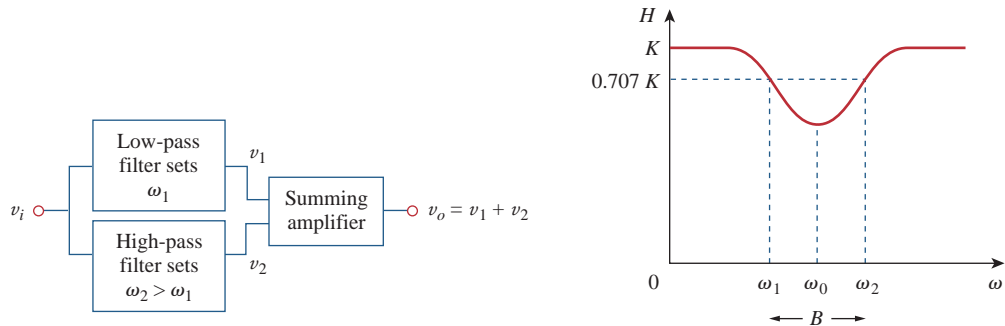 Low-pass
filter sets
ω₁
v₁
vᵢ
Summing
amplifier
vₒ = v₁ + v₂
High-pass
filter sets
ω₂ > ω₁
v₂
H
K
0.707 K
0
ω₁
ω₀
ω₂
ω
B